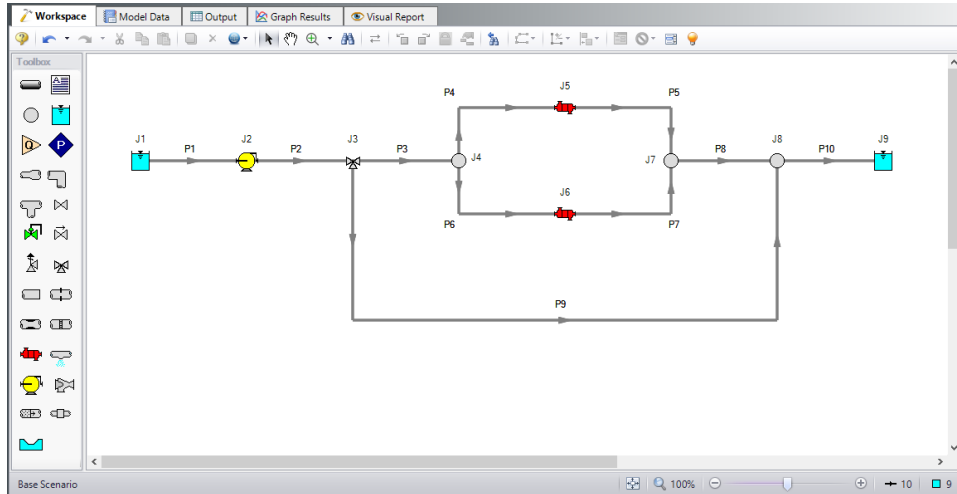 Workspace Model Data Output Graph Results Visual Report
Toolbox
A
Q P
P4 J5 P5
J1 P1 J2 P2 J3 P3 J4 J7 P8 J8 P10 J9
J6
P6 P7
P9
Base Scenario 100% 10 9